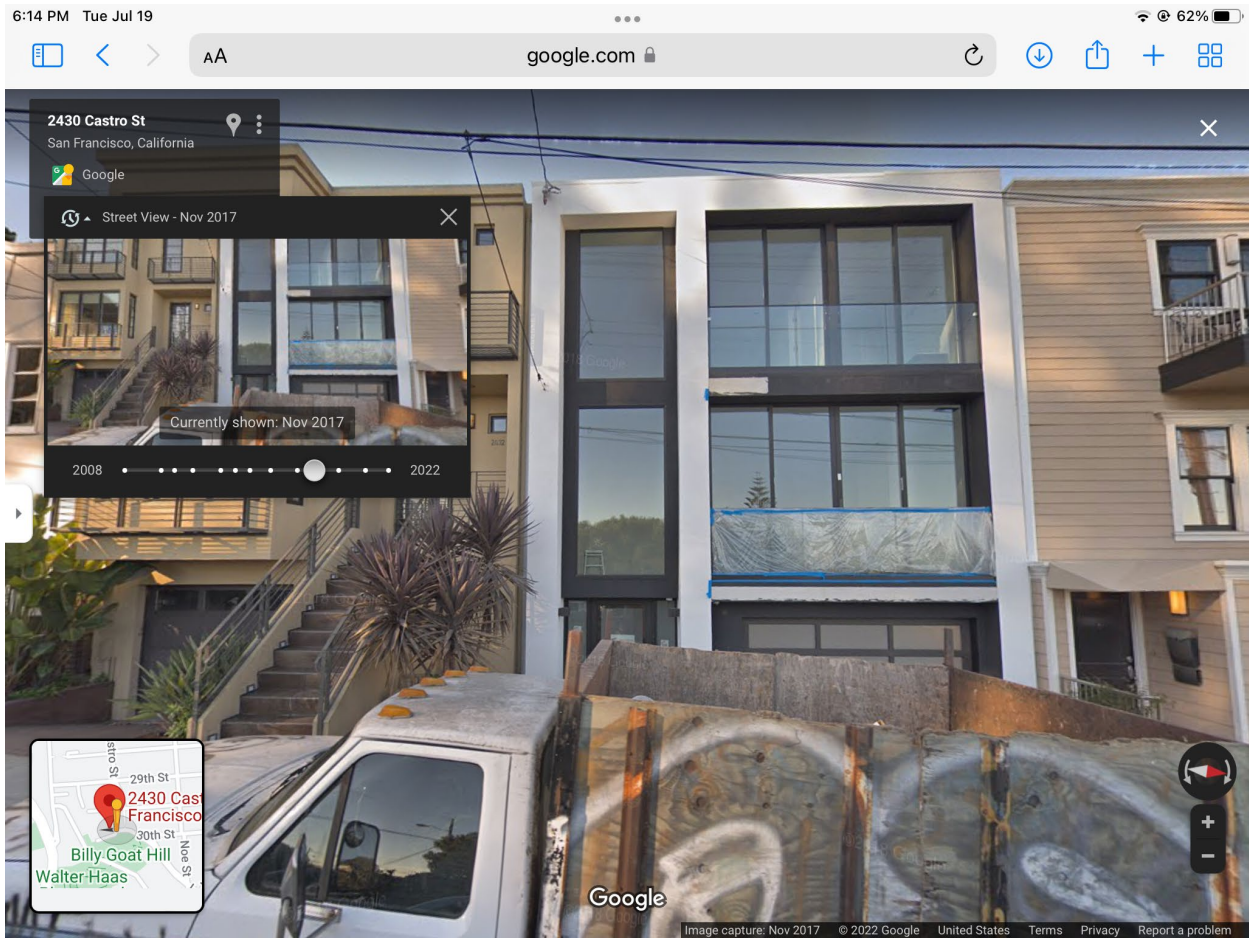 6:14 PM Tue Jul 19
62%
AA
google.com
2430 Castro St
San Francisco, California
Google
Street View - Nov 2017
Currently shown: Nov 2017
2008
2022
29th St
2430 Cast
Francisco
30th St
Billy Goat Hill
Noe St
Walter Haas
Google
Image capture: Nov 2017 © 2022 Google United States Terms Privacy Report a problem